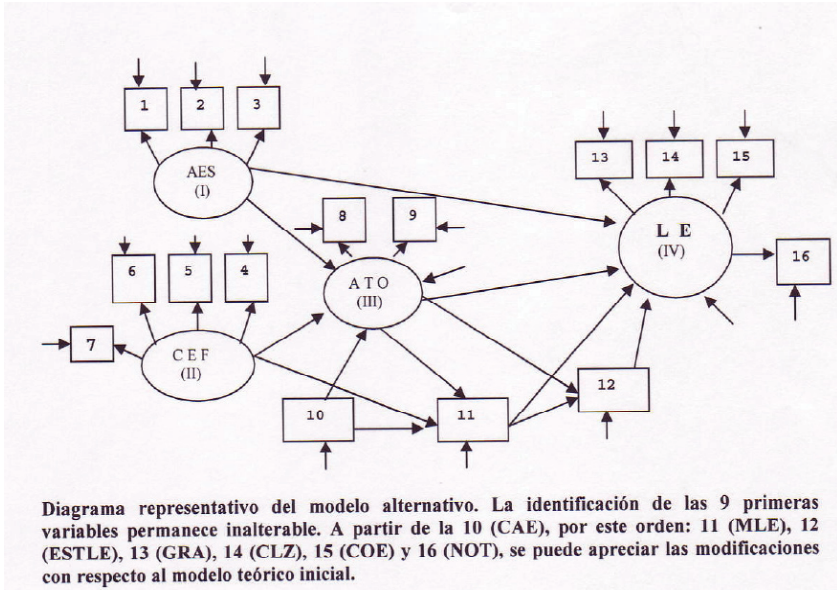 1 2 3
AES
(I)
13 14 15
8 9
L E
(IV)
16
6 5 4
A T O
(III)
7
C E F
(II)
12
10 11
Diagrama representativo del modelo alternativo. La identificación de las 9 primeras
variables permanece inalterable. A partir de la 10 (CAE), por este orden: 11 (MLE), 12
(ESTLE), 13 (GRA), 14 (CLZ), 15 (COE) y 16 (NOT), se puede apreciar las modificaciones
con respecto al modelo teórico inicial.